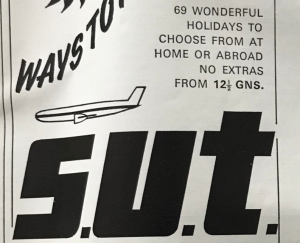 WAYS TO
69 WONDERFUL
HOLIDAYS TO
CHOOSE FROM AT
HOME OR ABROAD
NO EXTRAS
FROM 12½ GNS.
s.u.t.